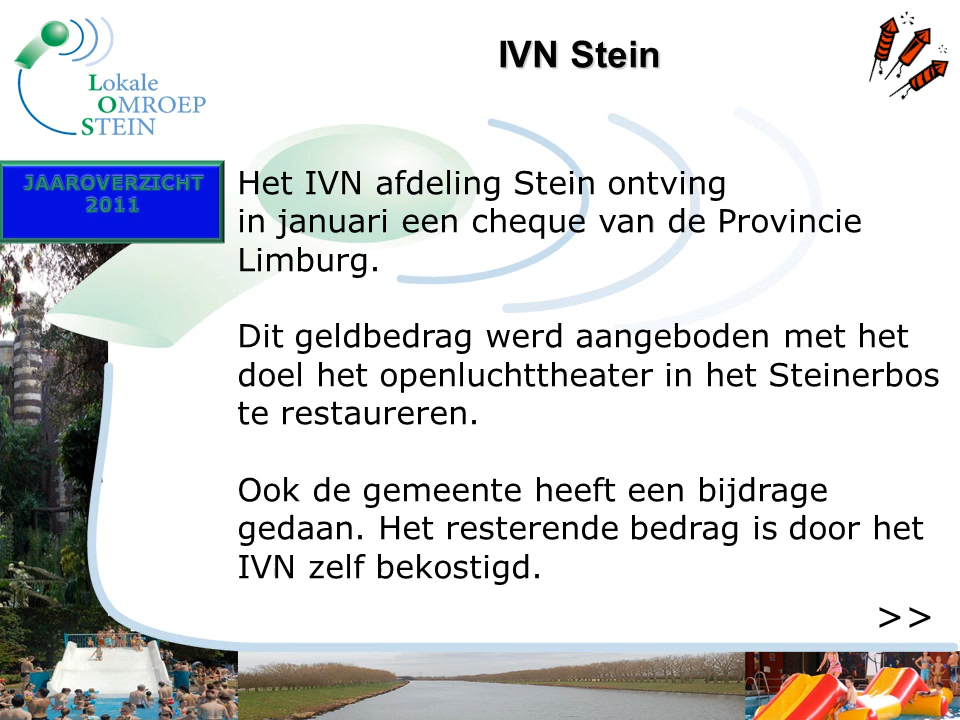 IVN Stein
Lokale
OMROEP
STEIN
JAAROVERZICHT
2011
Het IVN afdeling Stein ontving
in januari een cheque van de Provincie
Limburg.
Dit geldbedrag werd aangeboden met het
doel het openluchttheater in het Steinerbos
te restaureren.
Ook de gemeente heeft een bijdrage
gedaan. Het resterende bedrag is door het
IVN zelf bekostigd.
>>